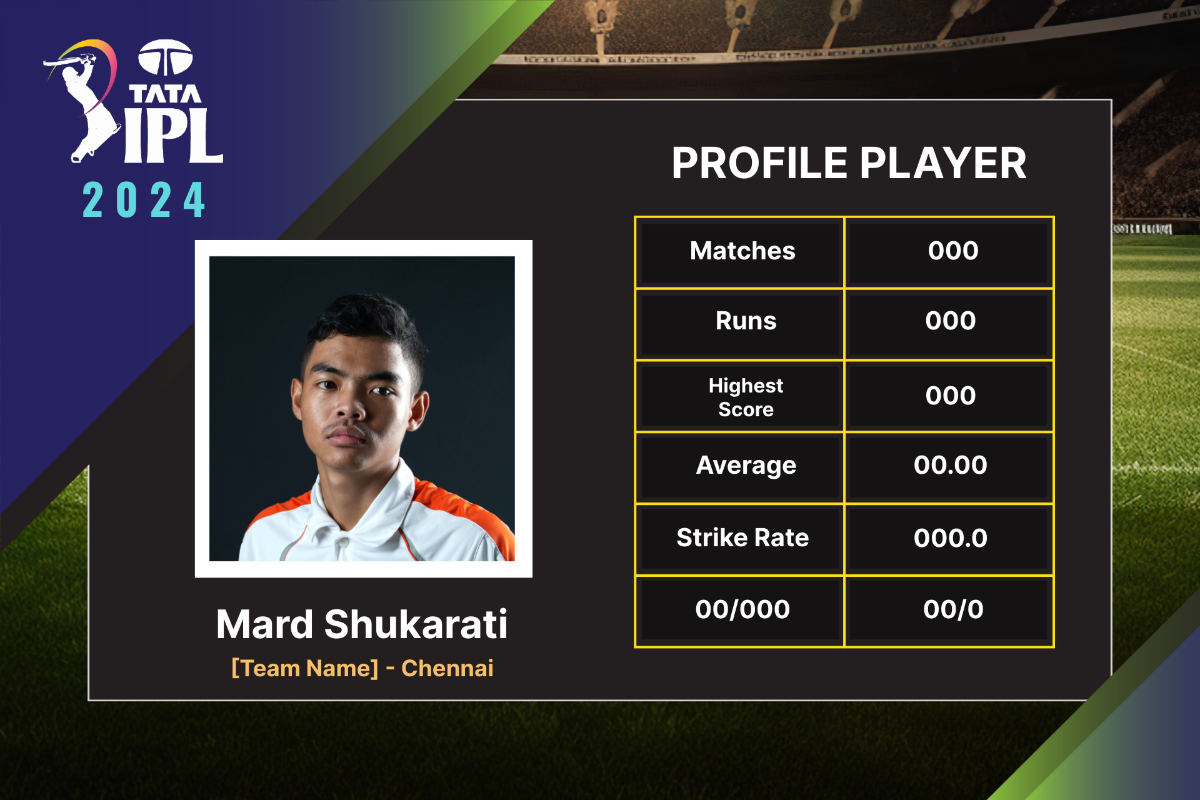 TATA
IPL
2024
PROFILE PLAYER
Matches 000
Runs 000
Highest
Score
000
Average 00.00
Strike Rate 000.0
00/000 00/0
Mard Shukarati
[Team Name] - Chennai